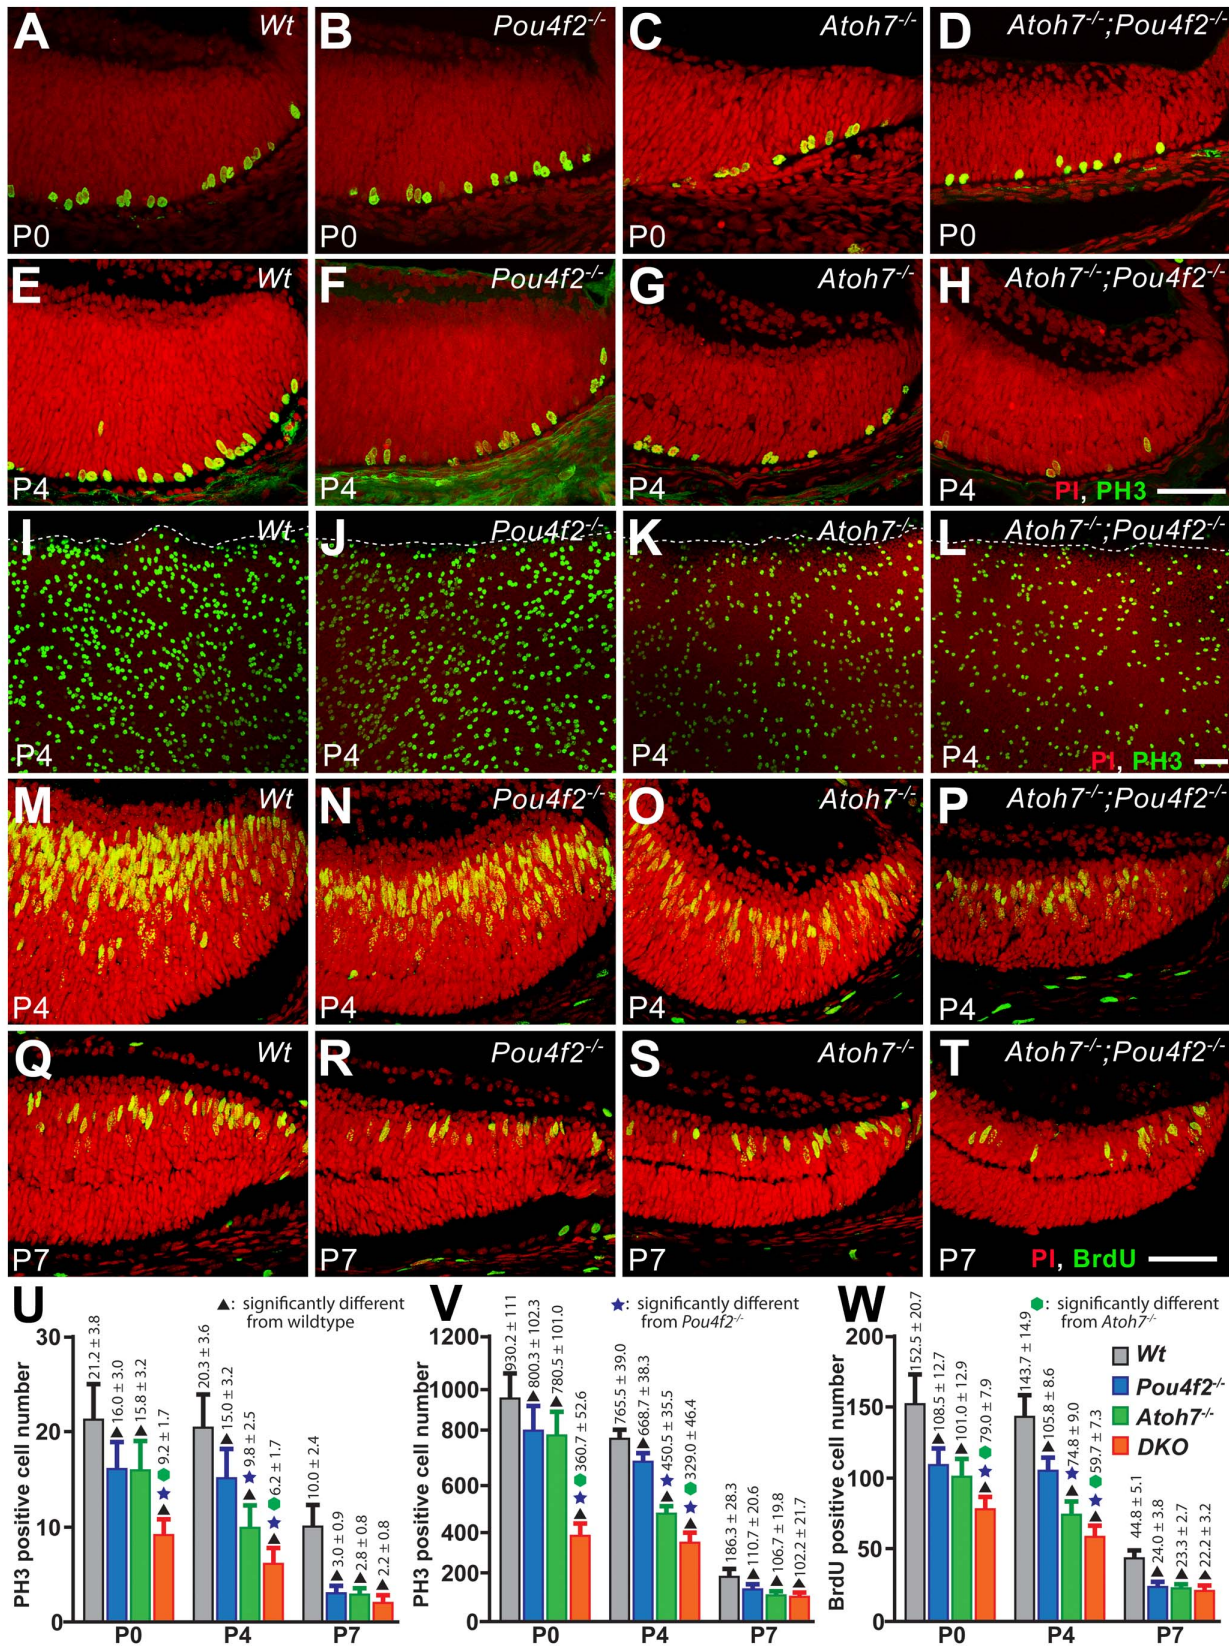 A Wt P0
B Pou4f2-/- P0
C Atoh7-/- P0
D Atoh7-/-;Pou4f2-/- P0
E Wt P4
F Pou4f2-/- P4
G Atoh7-/- P4
H Atoh7-/-;Pou4f2-/- P4 PI, PH3
I Wt P4
J Pou4f2-/- P4
K Atoh7-/- P4
L Atoh7-/-;Pou4f2-/- P4 PI, PH3
M Wt P4
N Pou4f2-/- P4
O Atoh7-/- P4
P Atoh7-/-;Pou4f2-/- P4
Q Wt P7
R Pou4f2-/- P7
S Atoh7-/- P7
T Atoh7-/-;Pou4f2-/- P7 PI, BrdU
U
▲: significantly different
from wildtype
PH3 positive cell number
30
20
10
0
21.2 ± 3.8
16.0 ± 3.0
15.8 ± 3.2
9.2 ± 1.7
20.3 ± 3.6
15.0 ± 3.2
9.8 ± 2.5
6.2 ± 1.7
10.0 ± 2.4
3.0 ± 0.9
2.8 ± 0.8
2.2 ± 0.8
P0 P4 P7
V
★: significantly different
from Pou4f2-/-
PH3 positive cell number
1200
1000
800
600
400
200
0
930.2 ± 111
800.3 ± 102.3
780.5 ± 101.0
360.7 ± 52.6
765.5 ± 39.0
668.7 ± 38.3
450.5 ± 35.5
329.0 ± 46.4
186.3 ± 28.3
110.7 ± 20.6
106.7 ± 19.8
102.2 ± 21.7
P0 P4 P7
W
⬢: significantly different
from Atoh7-/-
BrdU positive cell number
200
150
100
50
0
152.5 ± 20.7
108.5 ± 12.7
101.0 ± 12.9
79.0 ± 7.9
143.7 ± 14.9
105.8 ± 8.6
74.8 ± 9.0
59.7 ± 7.3
44.8 ± 5.1
24.0 ± 3.8
23.3 ± 2.7
22.2 ± 3.2
Wt
Pou4f2-/-
Atoh7-/-
DKO
P0 P4 P7